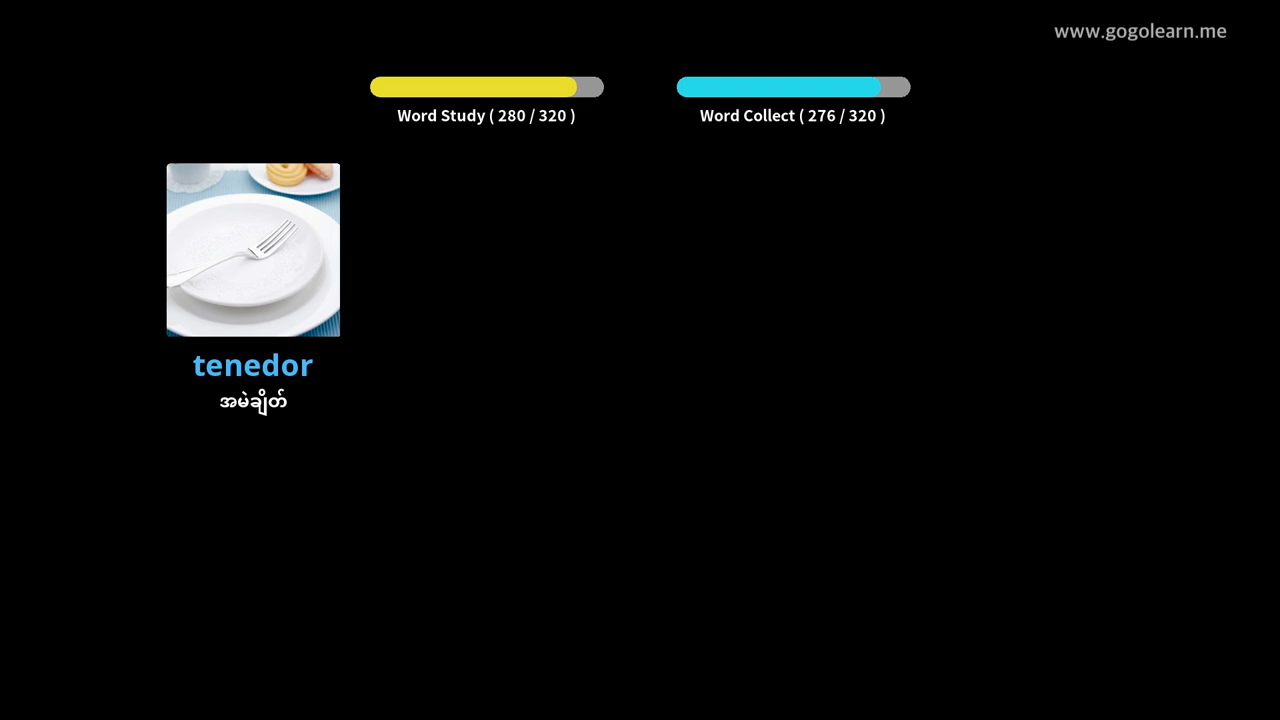 www.gogolearn.me
Word Study ( 280 / 320 )
Word Collect ( 276 / 320 )
tenedor
အမဲချိတ်